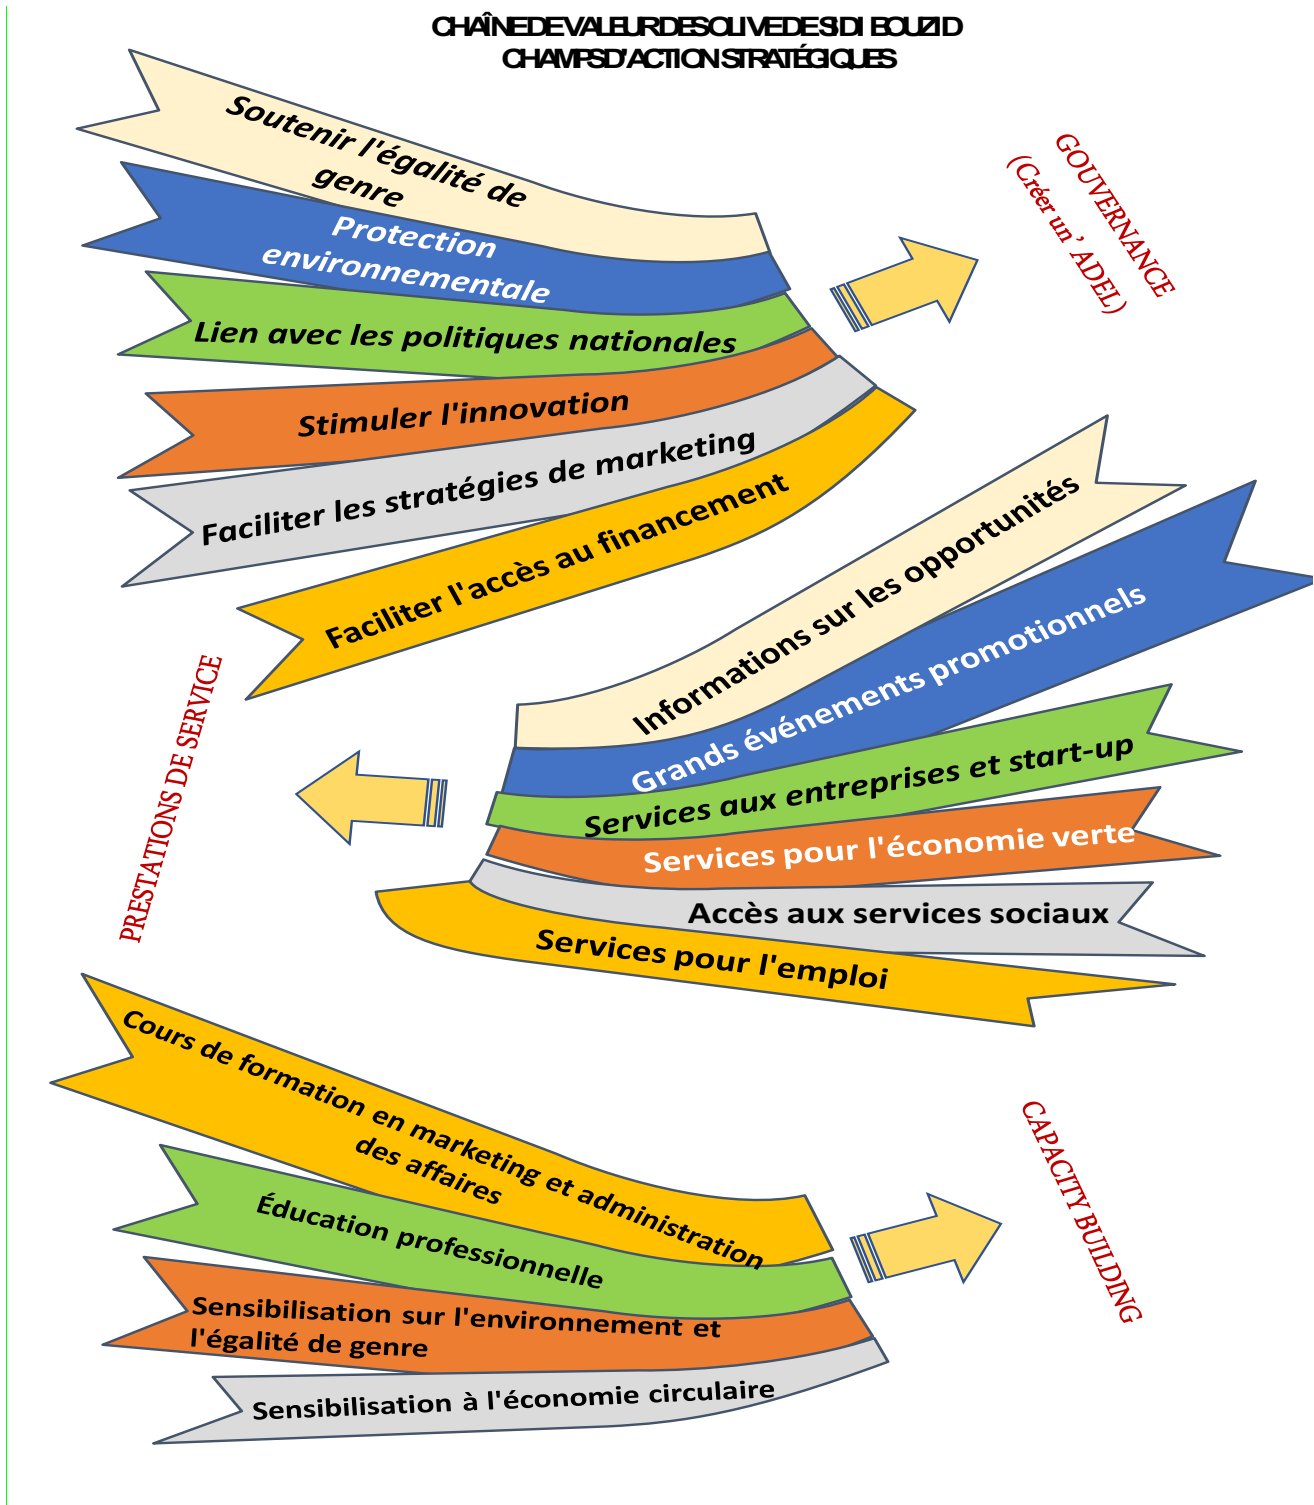 CHAÎNE DE VALEUR DES OLIVE DE SIDI BOUZID
CHAMPS D'ACTION STRATÉGIQUES
Soutenir l'égalité de
genre
Protection
environnementale
Lien avec les politiques nationales
Stimuler l'innovation
Faciliter les stratégies de marketing
Faciliter l'accès au financement
GOUVERNANCE
(Créer un’ ADEL)
Informations sur les opportunités
Grands événements promotionnels
Services aux entreprises et start-up
Services pour l'économie verte
Accès aux services sociaux
Services pour l'emploi
PRESTATIONS DE SERVICE
Cours de formation en marketing et administration
des affaires
Éducation professionnelle
Sensibilisation sur l'environnement et
l'égalité de genre
Sensibilisation à l'économie circulaire
CAPACITY BUILDING